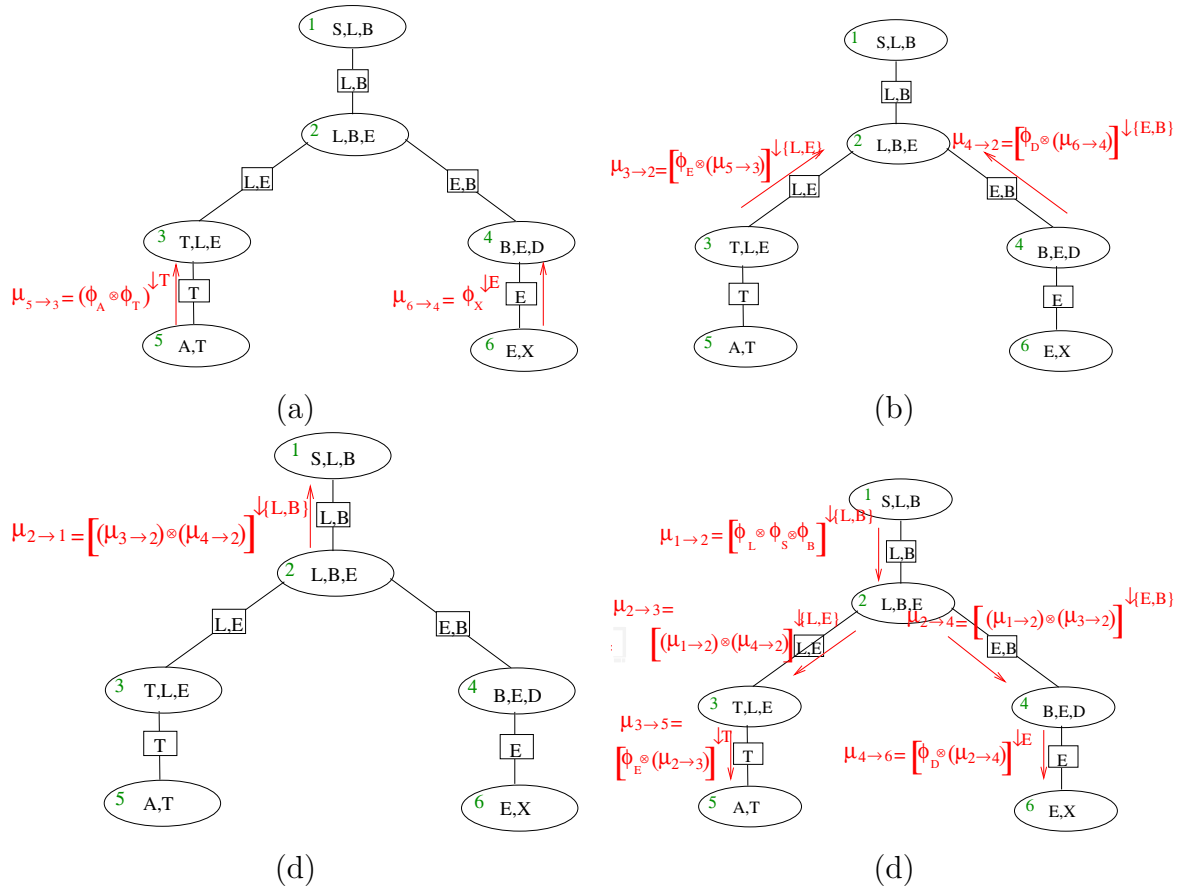 1 S,L,B
L,B
2 L,B,E
L,E
E,B
3 T,L,E
4 B,E,D
μ5→3 = (ϕA ⊗ ϕT)↓T
T
μ6→4 = ϕX↓E
E
5 A,T
6 E,X
(a)
1 S,L,B
L,B
2 L,B,E
μ3→2 = [ϕE ⊗ (μ5→3)]↓{L,E}
μ4→2 = [ϕD ⊗ (μ6→4)]↓{E,B}
L,E
E,B
3 T,L,E
4 B,E,D
T
E
5 A,T
6 E,X
(b)
1 S,L,B
μ2→1 = [(μ3→2) ⊗ (μ4→2)]↓{L,B}
L,B
2 L,B,E
L,E
E,B
3 T,L,E
4 B,E,D
T
E
5 A,T
6 E,X
(d)
1 S,L,B
μ1→2 = [ϕL ⊗ ϕS ⊗ ϕB]↓{L,B}
L,B
2 L,B,E
μ2→3 =
[(μ1→2) ⊗ (μ4→2)]↓{L,E}
μ2→4 = [(μ1→2) ⊗ (μ3→2)]↓{E,B}
L,E
E,B
3 T,L,E
4 B,E,D
μ3→5 =
[ϕE ⊗ (μ2→3)]↓T
T
μ4→6 = [ϕD ⊗ (μ2→4)]↓E
E
5 A,T
6 E,X
(d)